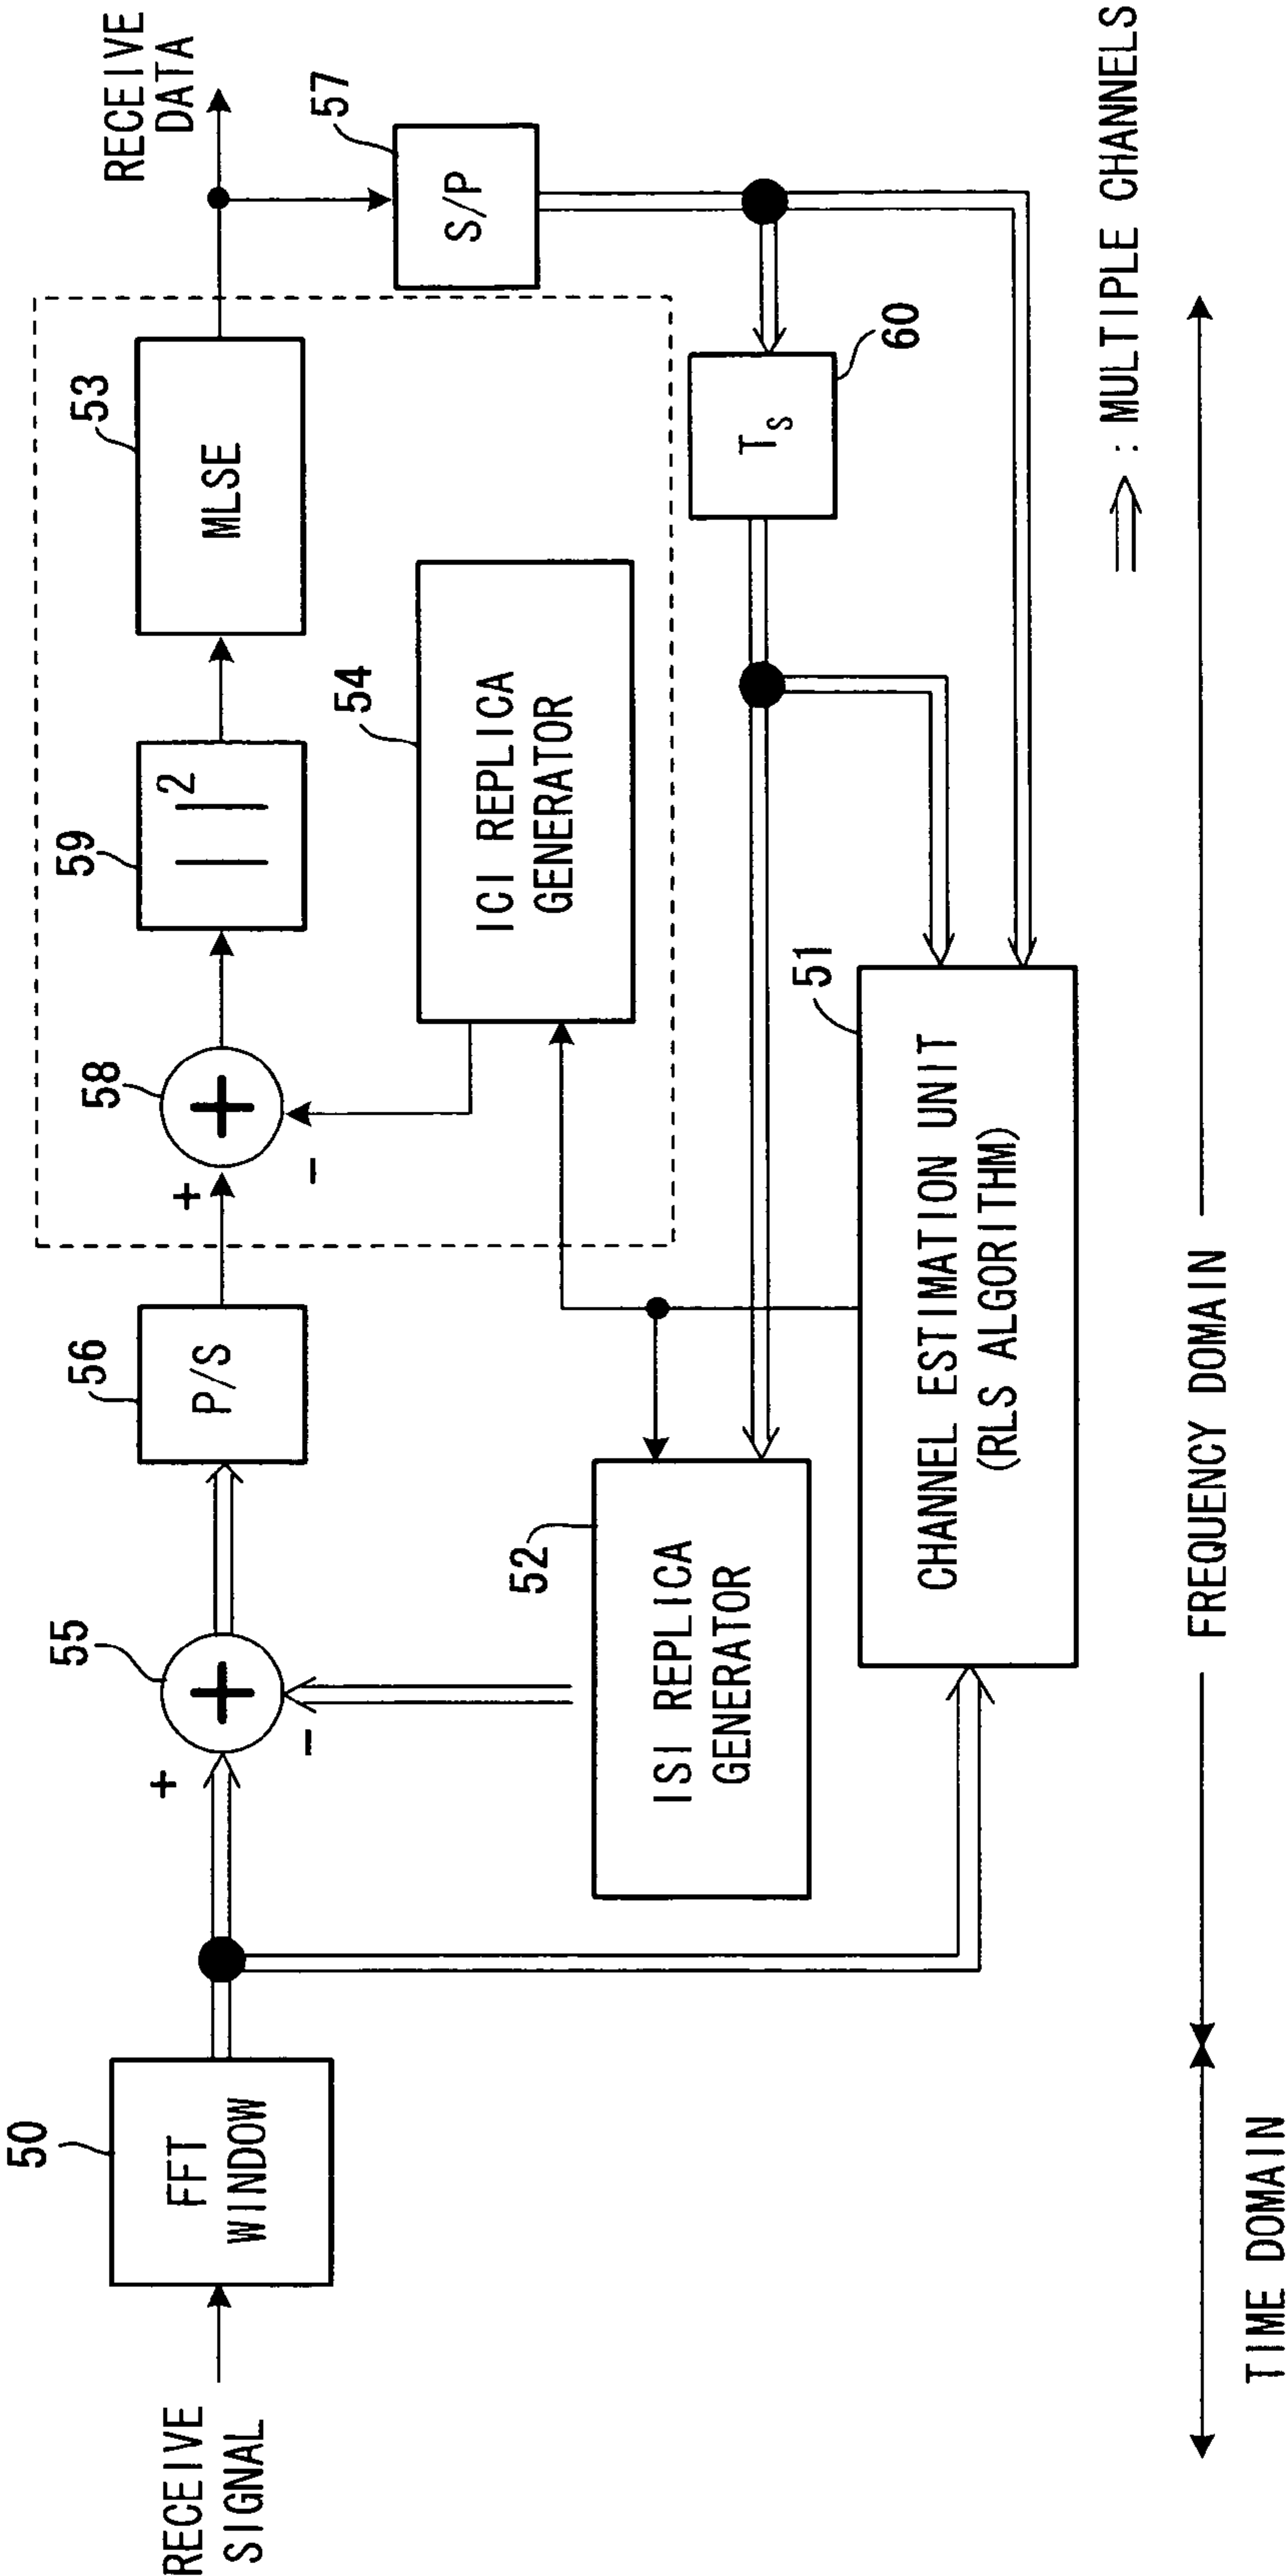 RECEIVE
SIGNAL
50
FFT
WINDOW
+
55
+
−
56
P/S
+
58
+
−
59
| |²
53
MLSE
RECEIVE
DATA
57
S/P
54
ICI REPLICA
GENERATOR
52
ISI REPLICA
GENERATOR
60
Ts
51
CHANNEL ESTIMATION UNIT
(RLS ALGORITHM)
⇒ : MULTIPLE CHANNELS
TIME DOMAIN
FREQUENCY DOMAIN